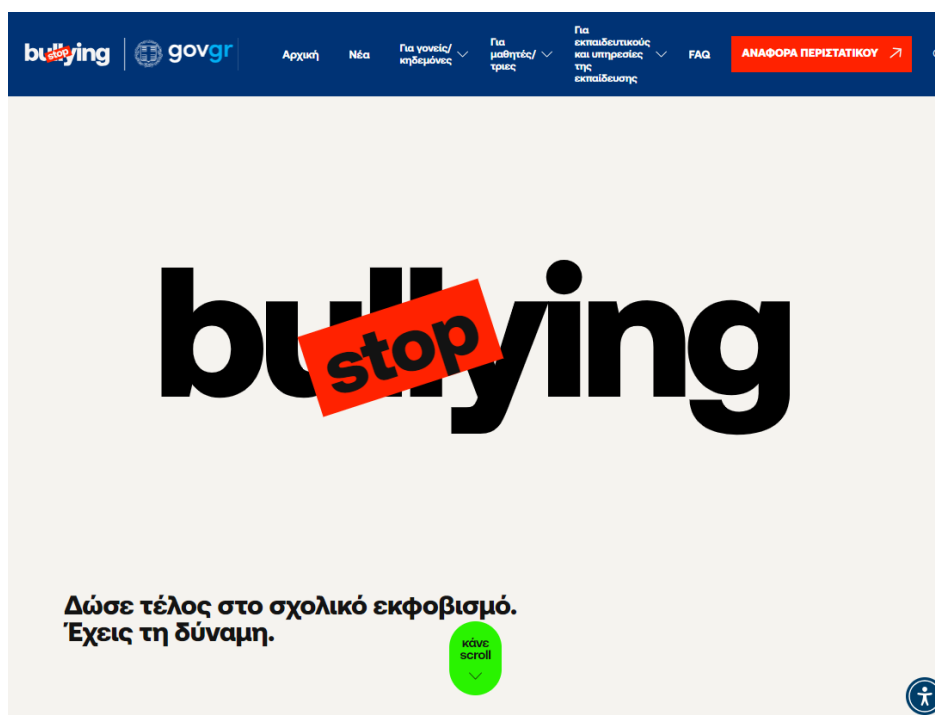 bullying stop
govgr
Αρχική
Νέα
Για γονείς/
κηδεμόνες
Για
μαθητές/
τριες
Για
εκπαιδευτικούς
και υπηρεσίες
της
εκπαίδευσης
FAQ
ΑΝΑΦΟΡΑ ΠΕΡΙΣΤΑΤΙΚΟΥ
bullying
stop
Δώσε τέλος στο σχολικό εκφοβισμό.
Έχεις τη δύναμη.
κάνε
scroll